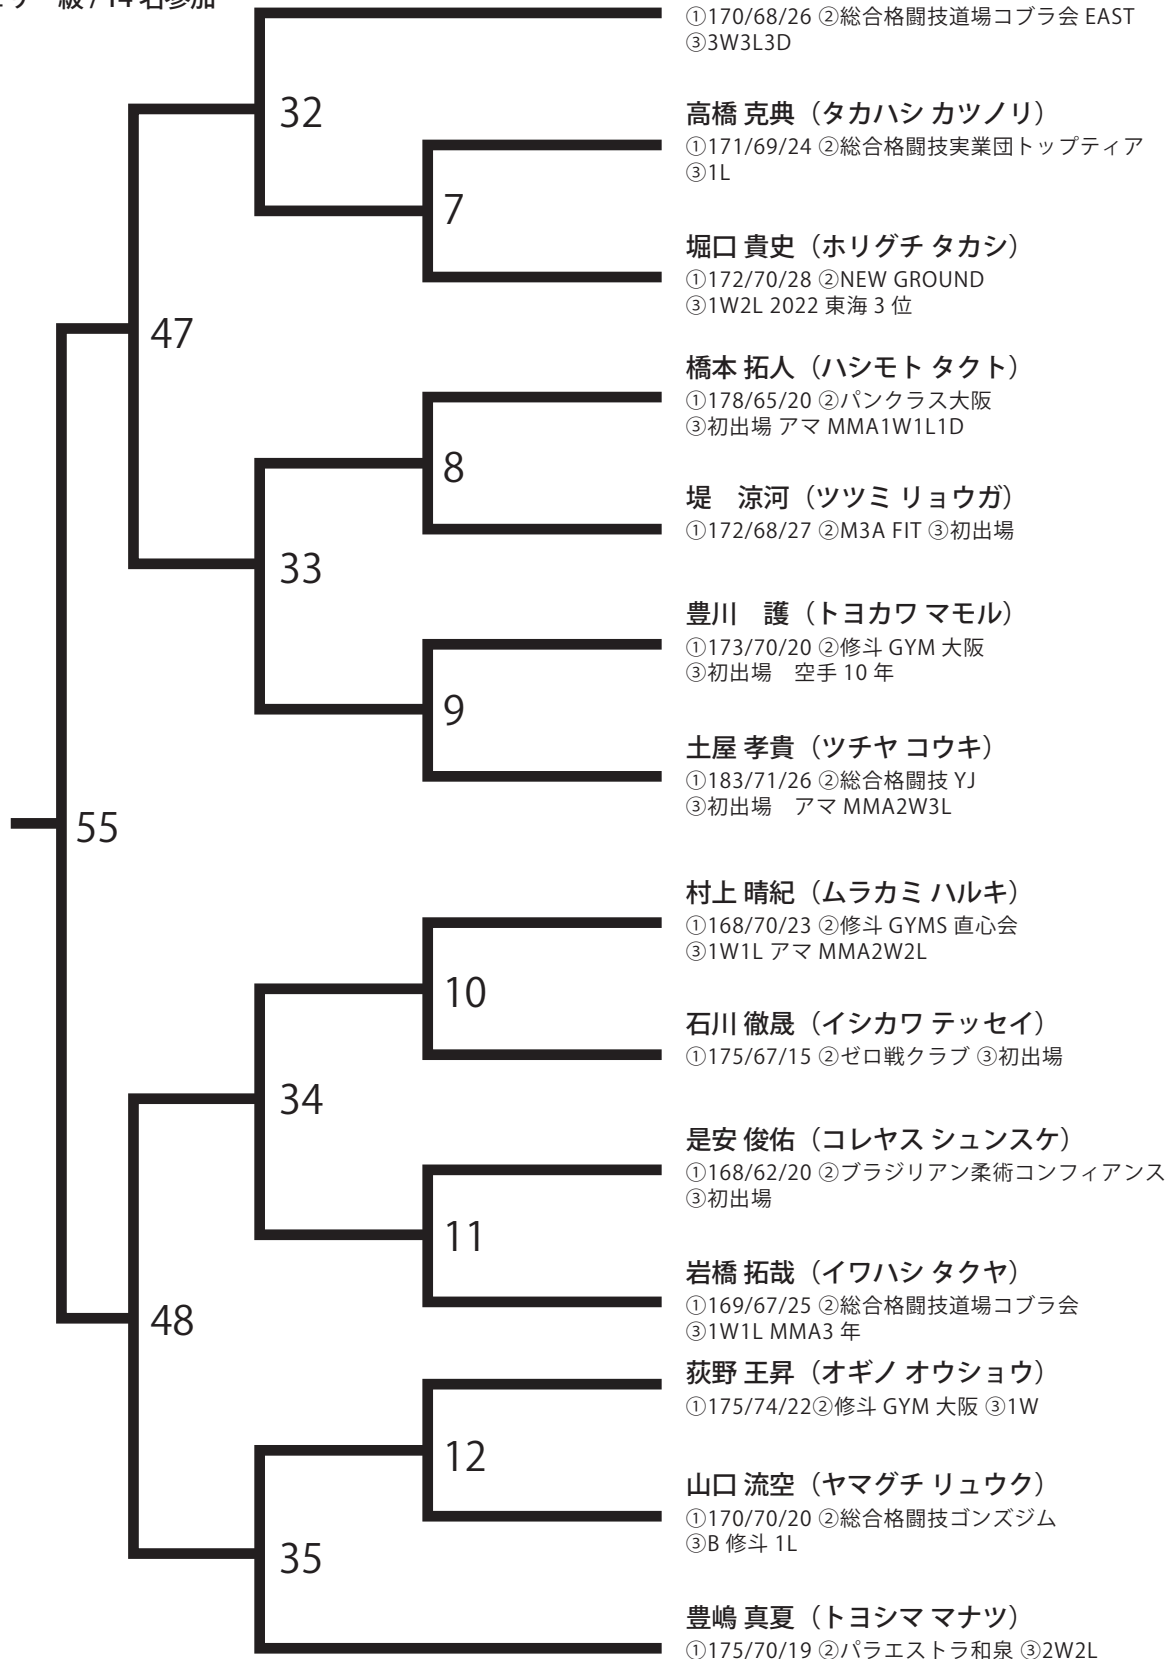 級 / 14 名参加
①170/68/26 ②総合格闘技道場コブラ会 EAST
③3W3L3D
32
高橋 克典（タカハシ カツノリ）
①171/69/24 ②総合格闘技実業団トップティア
③1L
7
堀口 貴史（ホリグチ タカシ）
①172/70/28 ②NEW GROUND
③1W2L 2022 東海 3 位
47
橋本 拓人（ハシモト タクト）
①178/65/20 ②パンクラス大阪
③初出場 アマ MMA1W1L1D
8
堤　涼河（ツツミ リョウガ）
①172/68/27 ②M3A FIT ③初出場
33
豊川　護（トヨカワ マモル）
①173/70/20 ②修斗 GYM 大阪
③初出場　空手 10 年
9
土屋 孝貴（ツチヤ コウキ）
①183/71/26 ②総合格闘技 YJ
③初出場　アマ MMA2W3L
55
村上 晴紀（ムラカミ ハルキ）
①168/70/23 ②修斗 GYMS 直心会
③1W1L アマ MMA2W2L
10
石川 徹晟（イシカワ テッセイ）
①175/67/15 ②ゼロ戦クラブ ③初出場
34
是安 俊佑（コレヤス シュンスケ）
①168/62/20 ②ブラジリアン柔術コンフィアンス
③初出場
11
岩橋 拓哉（イワハシ タクヤ）
①169/67/25 ②総合格闘技道場コブラ会
③1W1L MMA3 年
48
荻野 王昇（オギノ オウショウ）
①175/74/22②修斗 GYM 大阪 ③1W
12
山口 流空（ヤマグチ リュウク）
①170/70/20 ②総合格闘技ゴンズジム
③B 修斗 1L
35
豊嶋 真夏（トヨシマ マナツ）
①175/70/19 ②パラエストラ和泉 ③2W2L